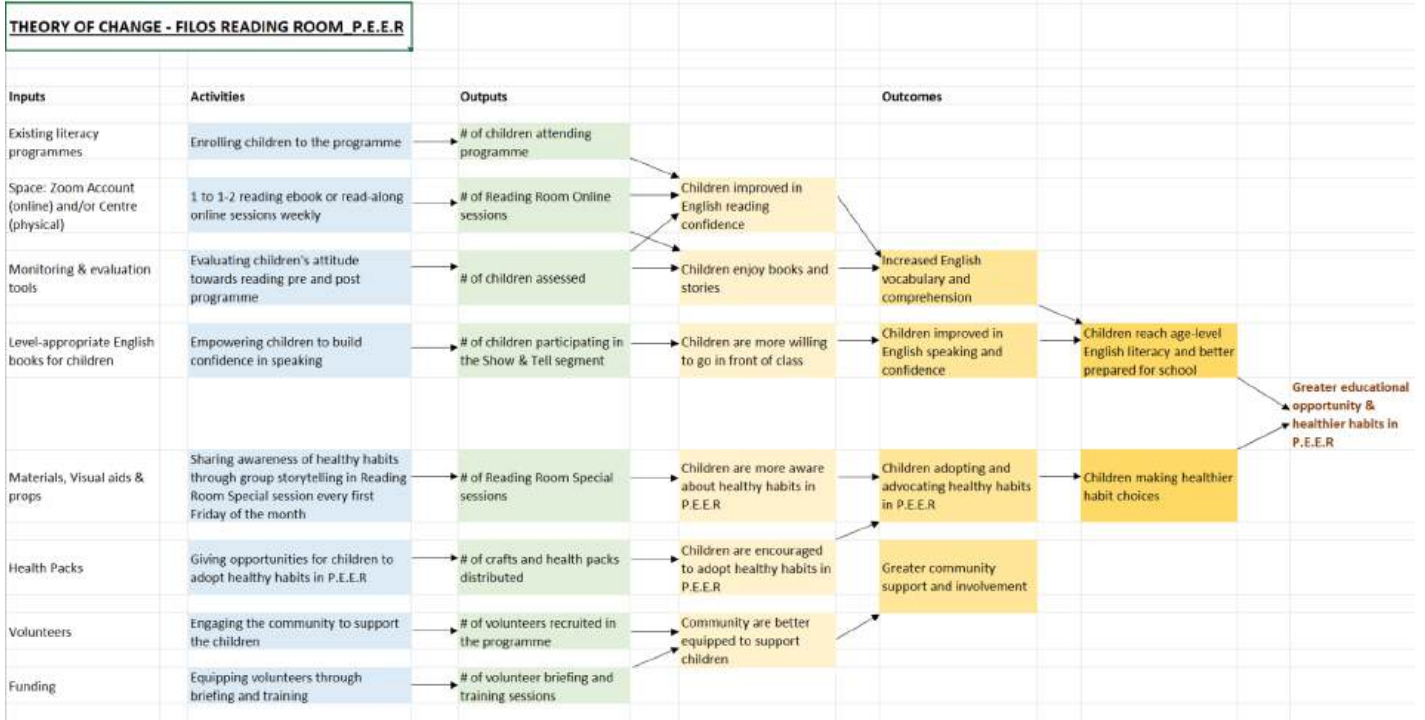 THEORY OF CHANGE - FILOS READING ROOM_P.E.E.R
Inputs
Activities
Outputs
Outcomes
Existing literacy
programmes
Enrolling children to the programme
# of children attending
programme
Space: Zoom Account
(online) and/or Centre
(physical)
1 to 1-2 reading ebook or read-along
online sessions weekly
# of Reading Room Online
sessions
Children improved in
English reading
confidence
Monitoring & evaluation
tools
Evaluating children's attitude
towards reading pre and post
programme
# of children assessed
Children enjoy books and
stories
Increased English
vocabulary and
comprehension
Level-appropriate English
books for children
Empowering children to build
confidence in speaking
# of children participating in
the Show & Tell segment
Children are more willing
to go in front of class
Children improved in
English speaking and
confidence
Children reach age-level
English literacy and better
prepared for school
Greater educational
opportunity &
healthier habits in
P.E.E.R
Materials, Visual aids &
props
Sharing awareness of healthy habits
through group storytelling in Reading
Room Special session every first
Friday of the month
# of Reading Room Special
sessions
Children are more aware
about healthy habits in
P.E.E.R
Children adopting and
advocating healthy habits
in P.E.E.R
Children making healthier
habit choices
Health Packs
Giving opportunities for children to
adopt healthy habits in P.E.E.R
# of crafts and health packs
distributed
Children are encouraged
to adopt healthy habits in
P.E.E.R
Greater community
support and involvement
Volunteers
Engaging the community to support
the children
# of volunteers recruited in
the programme
Community are better
equipped to support
children
Funding
Equipping volunteers through
briefing and training
# of volunteer briefing and
training sessions